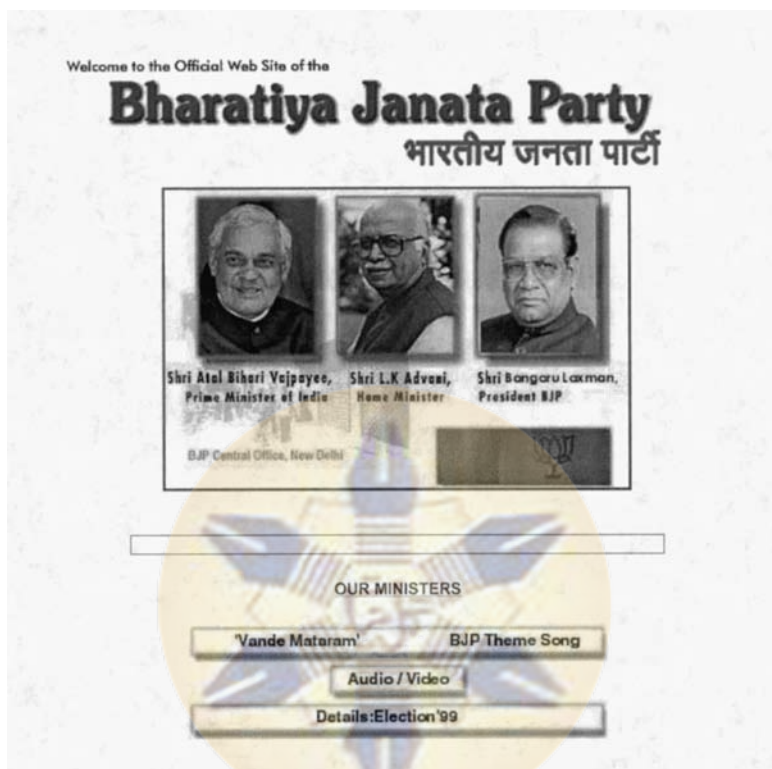 Welcome to the Official Web Site of the
Bharatiya Janata Party
भारतीय जनता पार्टी
Shri Atal Bihari Vajpayee,
Prime Minister of India
Shri L.K Advani,
Home Minister
Shri Bangaru Laxman,
President BJP
BJP Central Office, New Delhi
OUR MINISTERS
'Vande Mataram' BJP Theme Song
Audio / Video
Details:Election'99